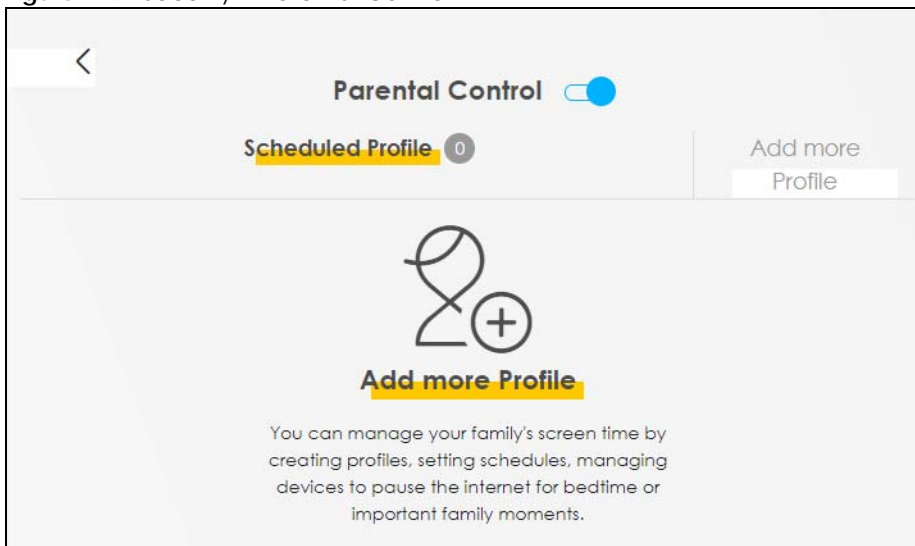 Parental Control
Scheduled Profile 0
Add more
Profile
Add more Profile
You can manage your family's screen time by
creating profiles, setting schedules, managing
devices to pause the internet for bedtime or
important family moments.